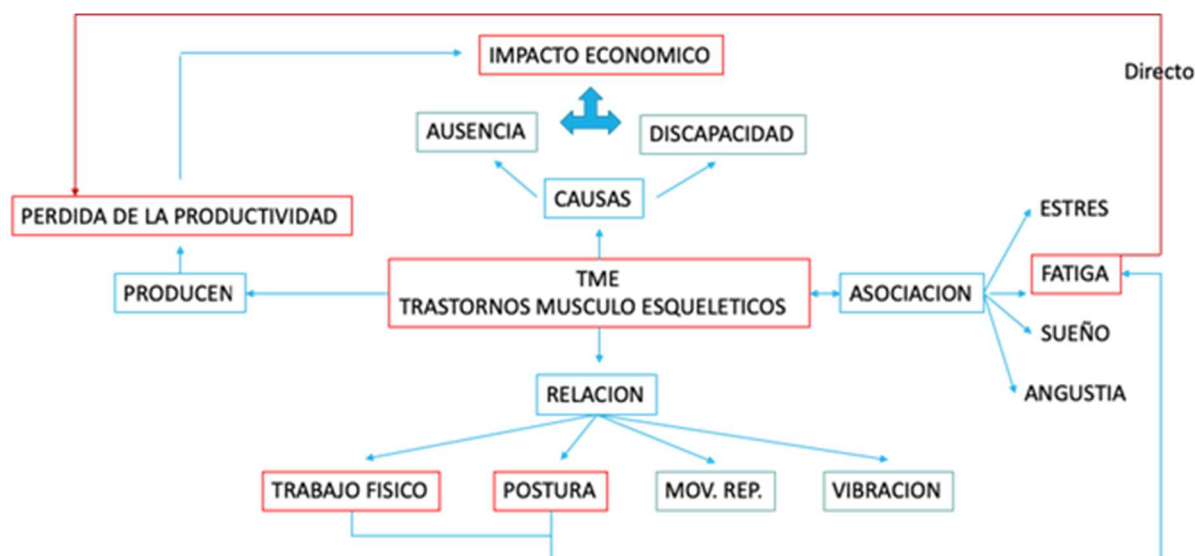 IMPACTO ECONOMICO
Directo
AUSENCIA
DISCAPACIDAD
CAUSAS
PERDIDA DE LA PRODUCTIVIDAD
ESTRES
PRODUCEN
TME
TRASTORNOS MUSCULO ESQUELETICOS
ASOCIACION
FATIGA
SUEÑO
ANGUSTIA
RELACION
TRABAJO FISICO
POSTURA
MOV. REP.
VIBRACION